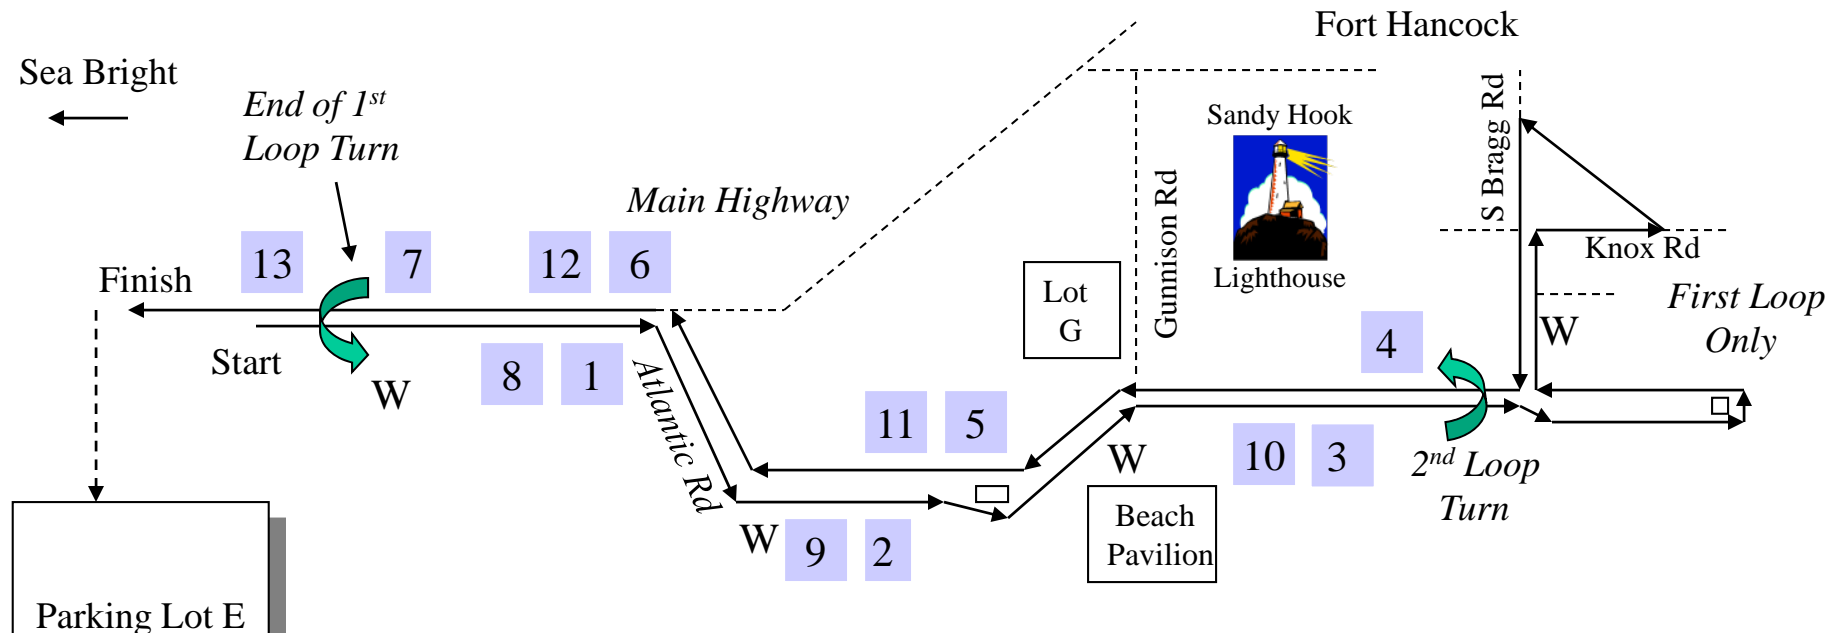 Fort Hancock
Sea Bright
End of 1st
Loop Turn
Main Highway
Sandy Hook
Lighthouse
Gunnison Rd
S Bragg Rd
Knox Rd
First Loop
Only
13
7
12
6
Finish
Start
W
8
1
Atlantic Rd
Lot
G
4
W
11
5
W
10
3
2nd Loop
Turn
W
9
2
Beach
Pavilion
Parking Lot E